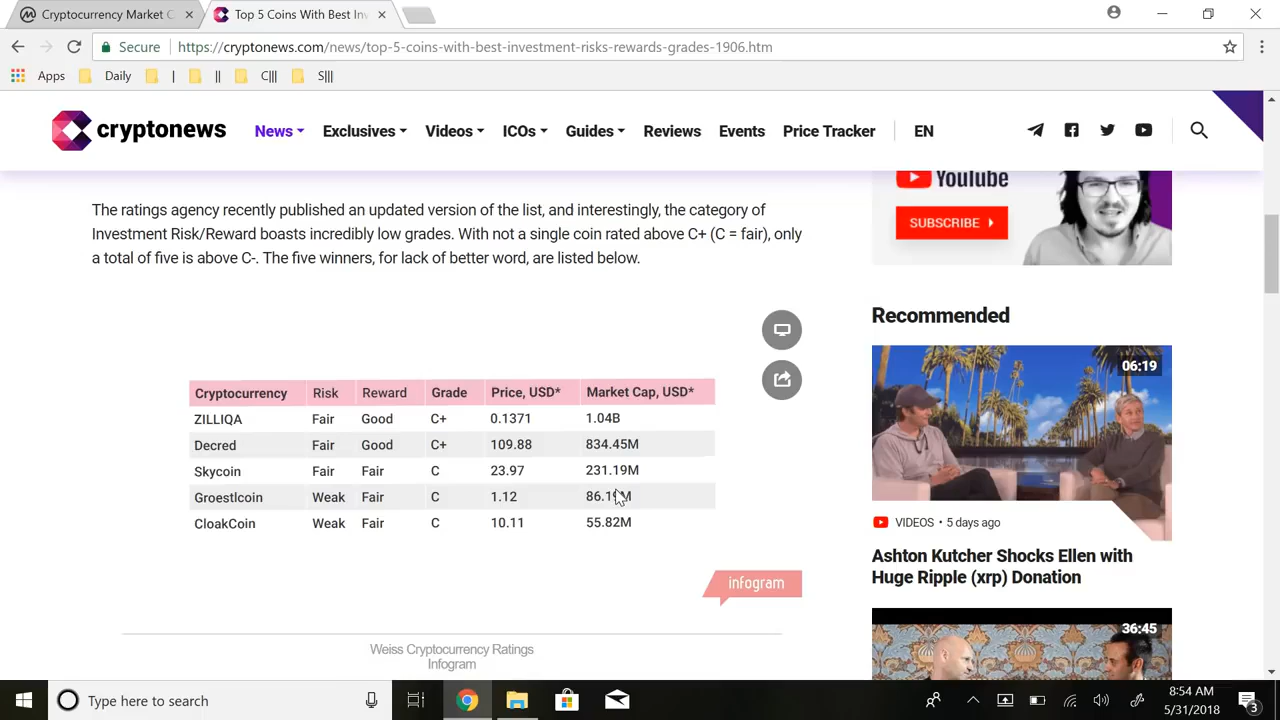 Cryptocurrency Market C
Top 5 Coins With Best Inv
Secure
https://cryptonews.com/news/top-5-coins-with-best-investment-risks-rewards-grades-1906.htm
Apps
Daily
|
||
C|||
S|||
cryptonews
News
Exclusives
Videos
ICOs
Guides
Reviews
Events
Price Tracker
EN
The ratings agency recently published an updated version of the list, and interestingly, the category of
Investment Risk/Reward boasts incredibly low grades. With not a single coin rated above C+ (C = fair), only
a total of five is above C-. The five winners, for lack of better word, are listed below.
YouTube
SUBSCRIBE
Recommended
Cryptocurrency Risk Reward Grade Price, USD* Market Cap, USD*
ZILLIQA Fair Good C+ 0.1371 1.04B
Decred Fair Good C+ 109.88 834.45M
Skycoin Fair Fair C 23.97 231.19M
Groestlcoin Weak Fair C 1.12
CloakCoin Weak Fair C 10.11 55.82M
infogram
Weiss Cryptocurrency Ratings
Infogram
06:19
VIDEOS • 5 days ago
Ashton Kutcher Shocks Ellen with
Huge Ripple (xrp) Donation
36:45
Type here to search
8:54 AM
5/31/2018
3